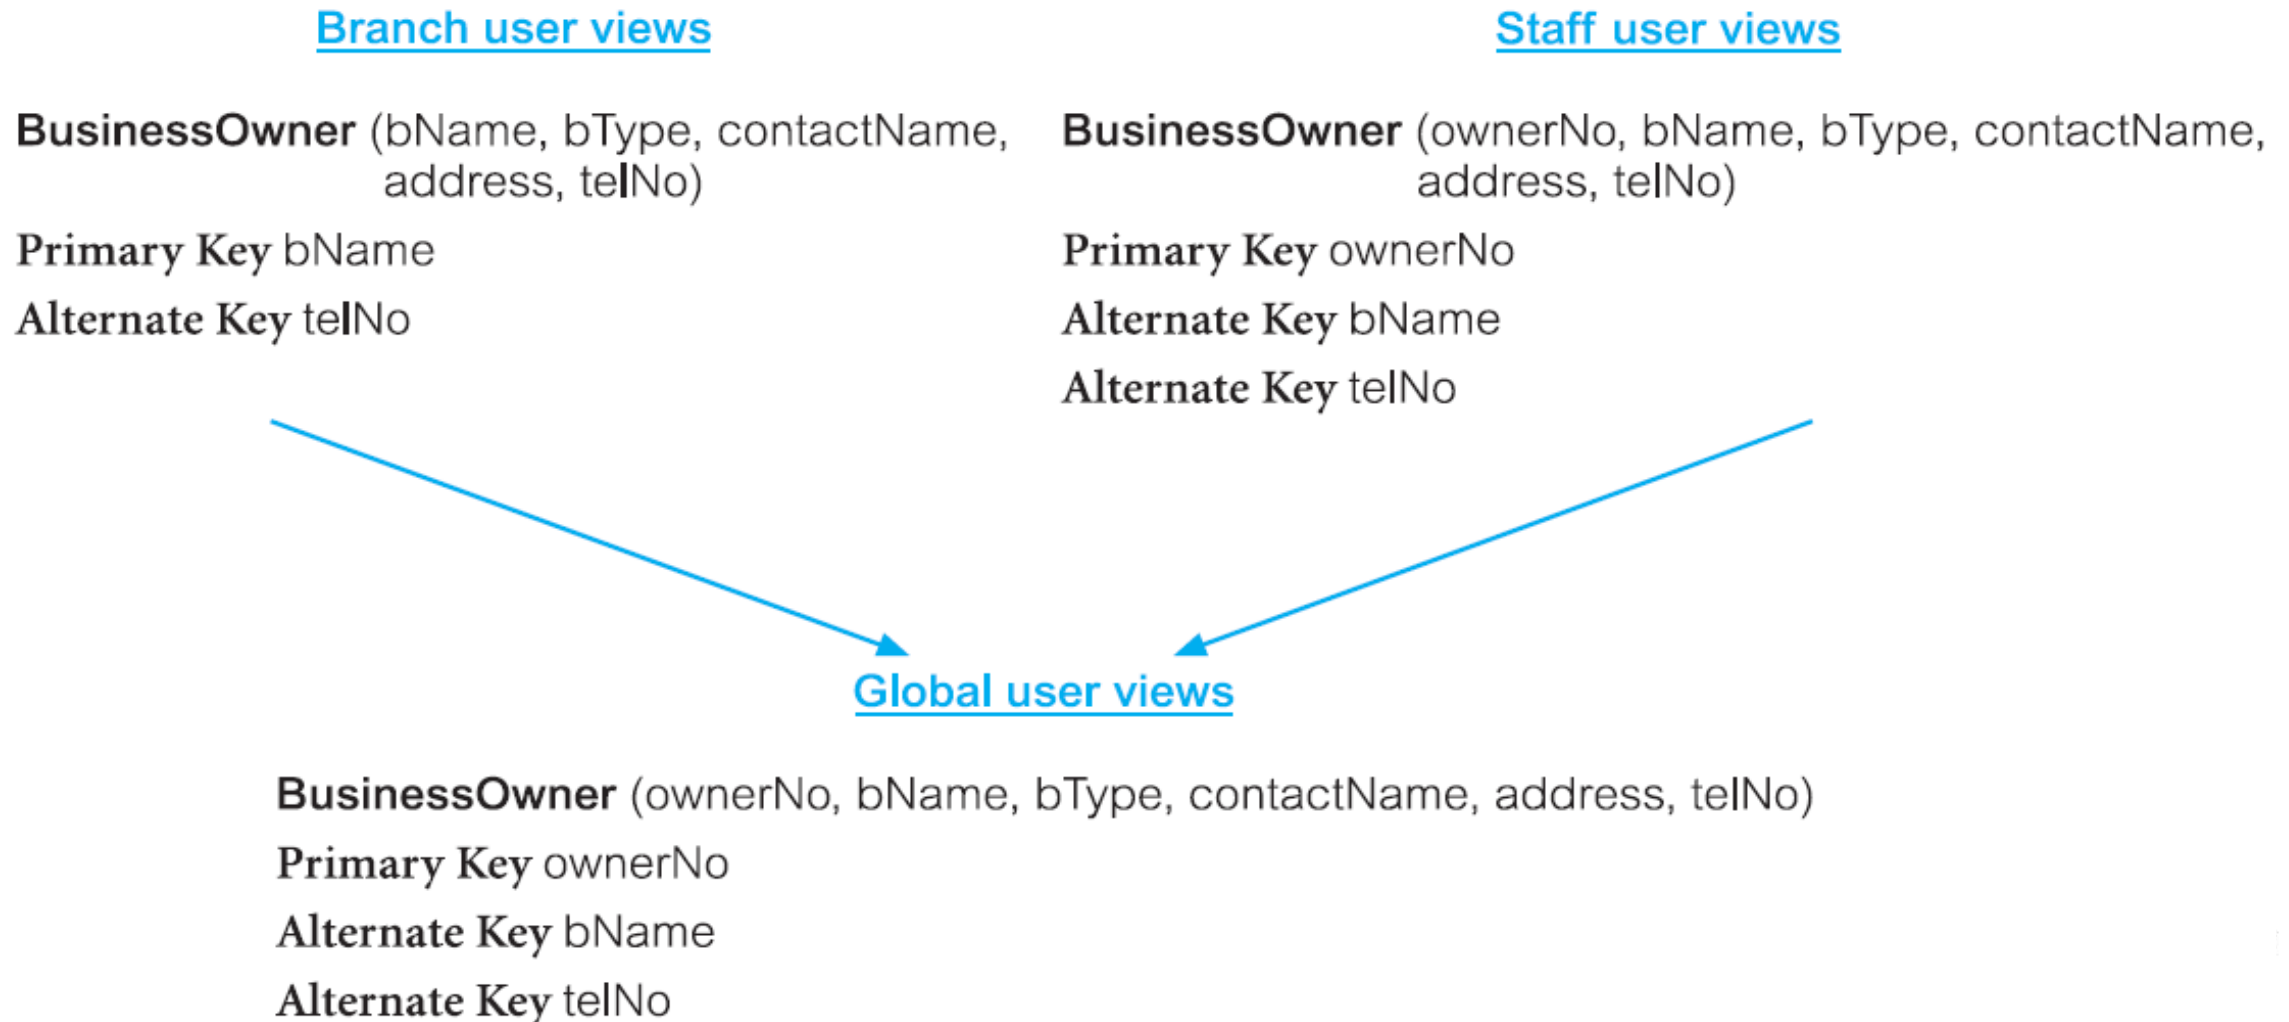 Branch user views
BusinessOwner (bName, bType, contactName,
address, telNo)
Primary Key bName
Alternate Key telNo
Staff user views
BusinessOwner (ownerNo, bName, bType, contactName,
address, telNo)
Primary Key ownerNo
Alternate Key bName
Alternate Key telNo
Global user views
BusinessOwner (ownerNo, bName, bType, contactName, address, telNo)
Primary Key ownerNo
Alternate Key bName
Alternate Key telNo